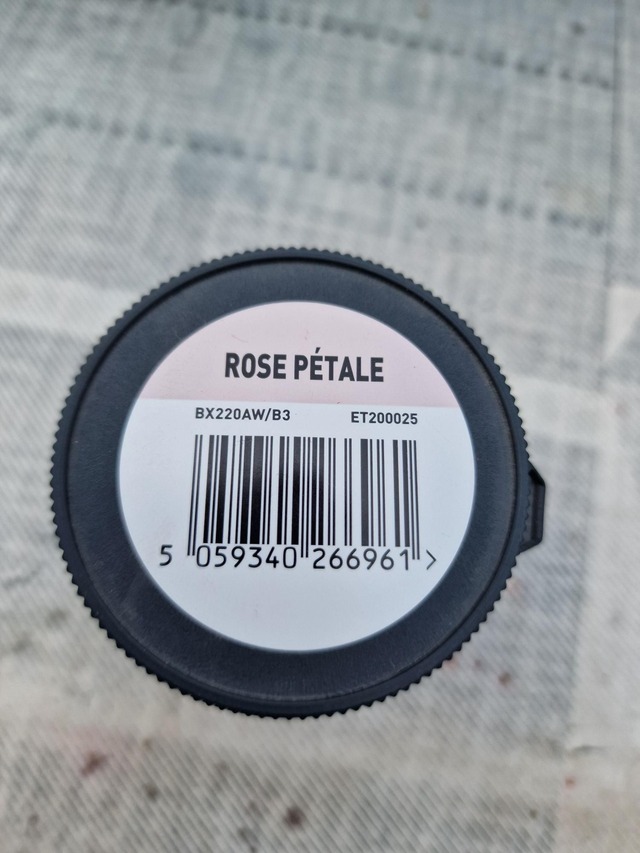 ROSE PÉTALE
BX220AW/B3 ET200025
5 059340 266961 >